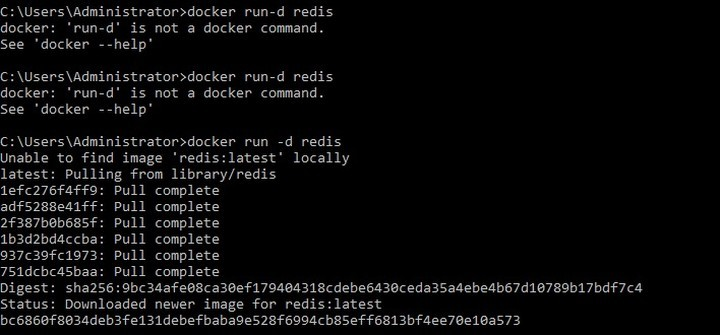 C:\Users\Administrator>docker run-d redis
docker: 'run-d' is not a docker command.
See 'docker --help'
C:\Users\Administrator>docker run-d redis
docker: 'run-d' is not a docker command.
See 'docker --help'
C:\Users\Administrator>docker run -d redis
Unable to find image 'redis:latest' locally
latest: Pulling from library/redis
1efc276f4ff9: Pull complete
adf5288e41ff: Pull complete
2f387b0b685f: Pull complete
1b3d2bd4ccba: Pull complete
937c39fc1973: Pull complete
751dcbc45baa: Pull complete
Digest: sha256:9bc34afe08ca30ef179404318cdebe6430ceda35a4ebe4b67d10789b17bdf7c4
Status: Downloaded newer image for redis:latest
bc6860f8034deb3fe131debefbaba9e528f6994cb85eff6813bf4ee70e10a573